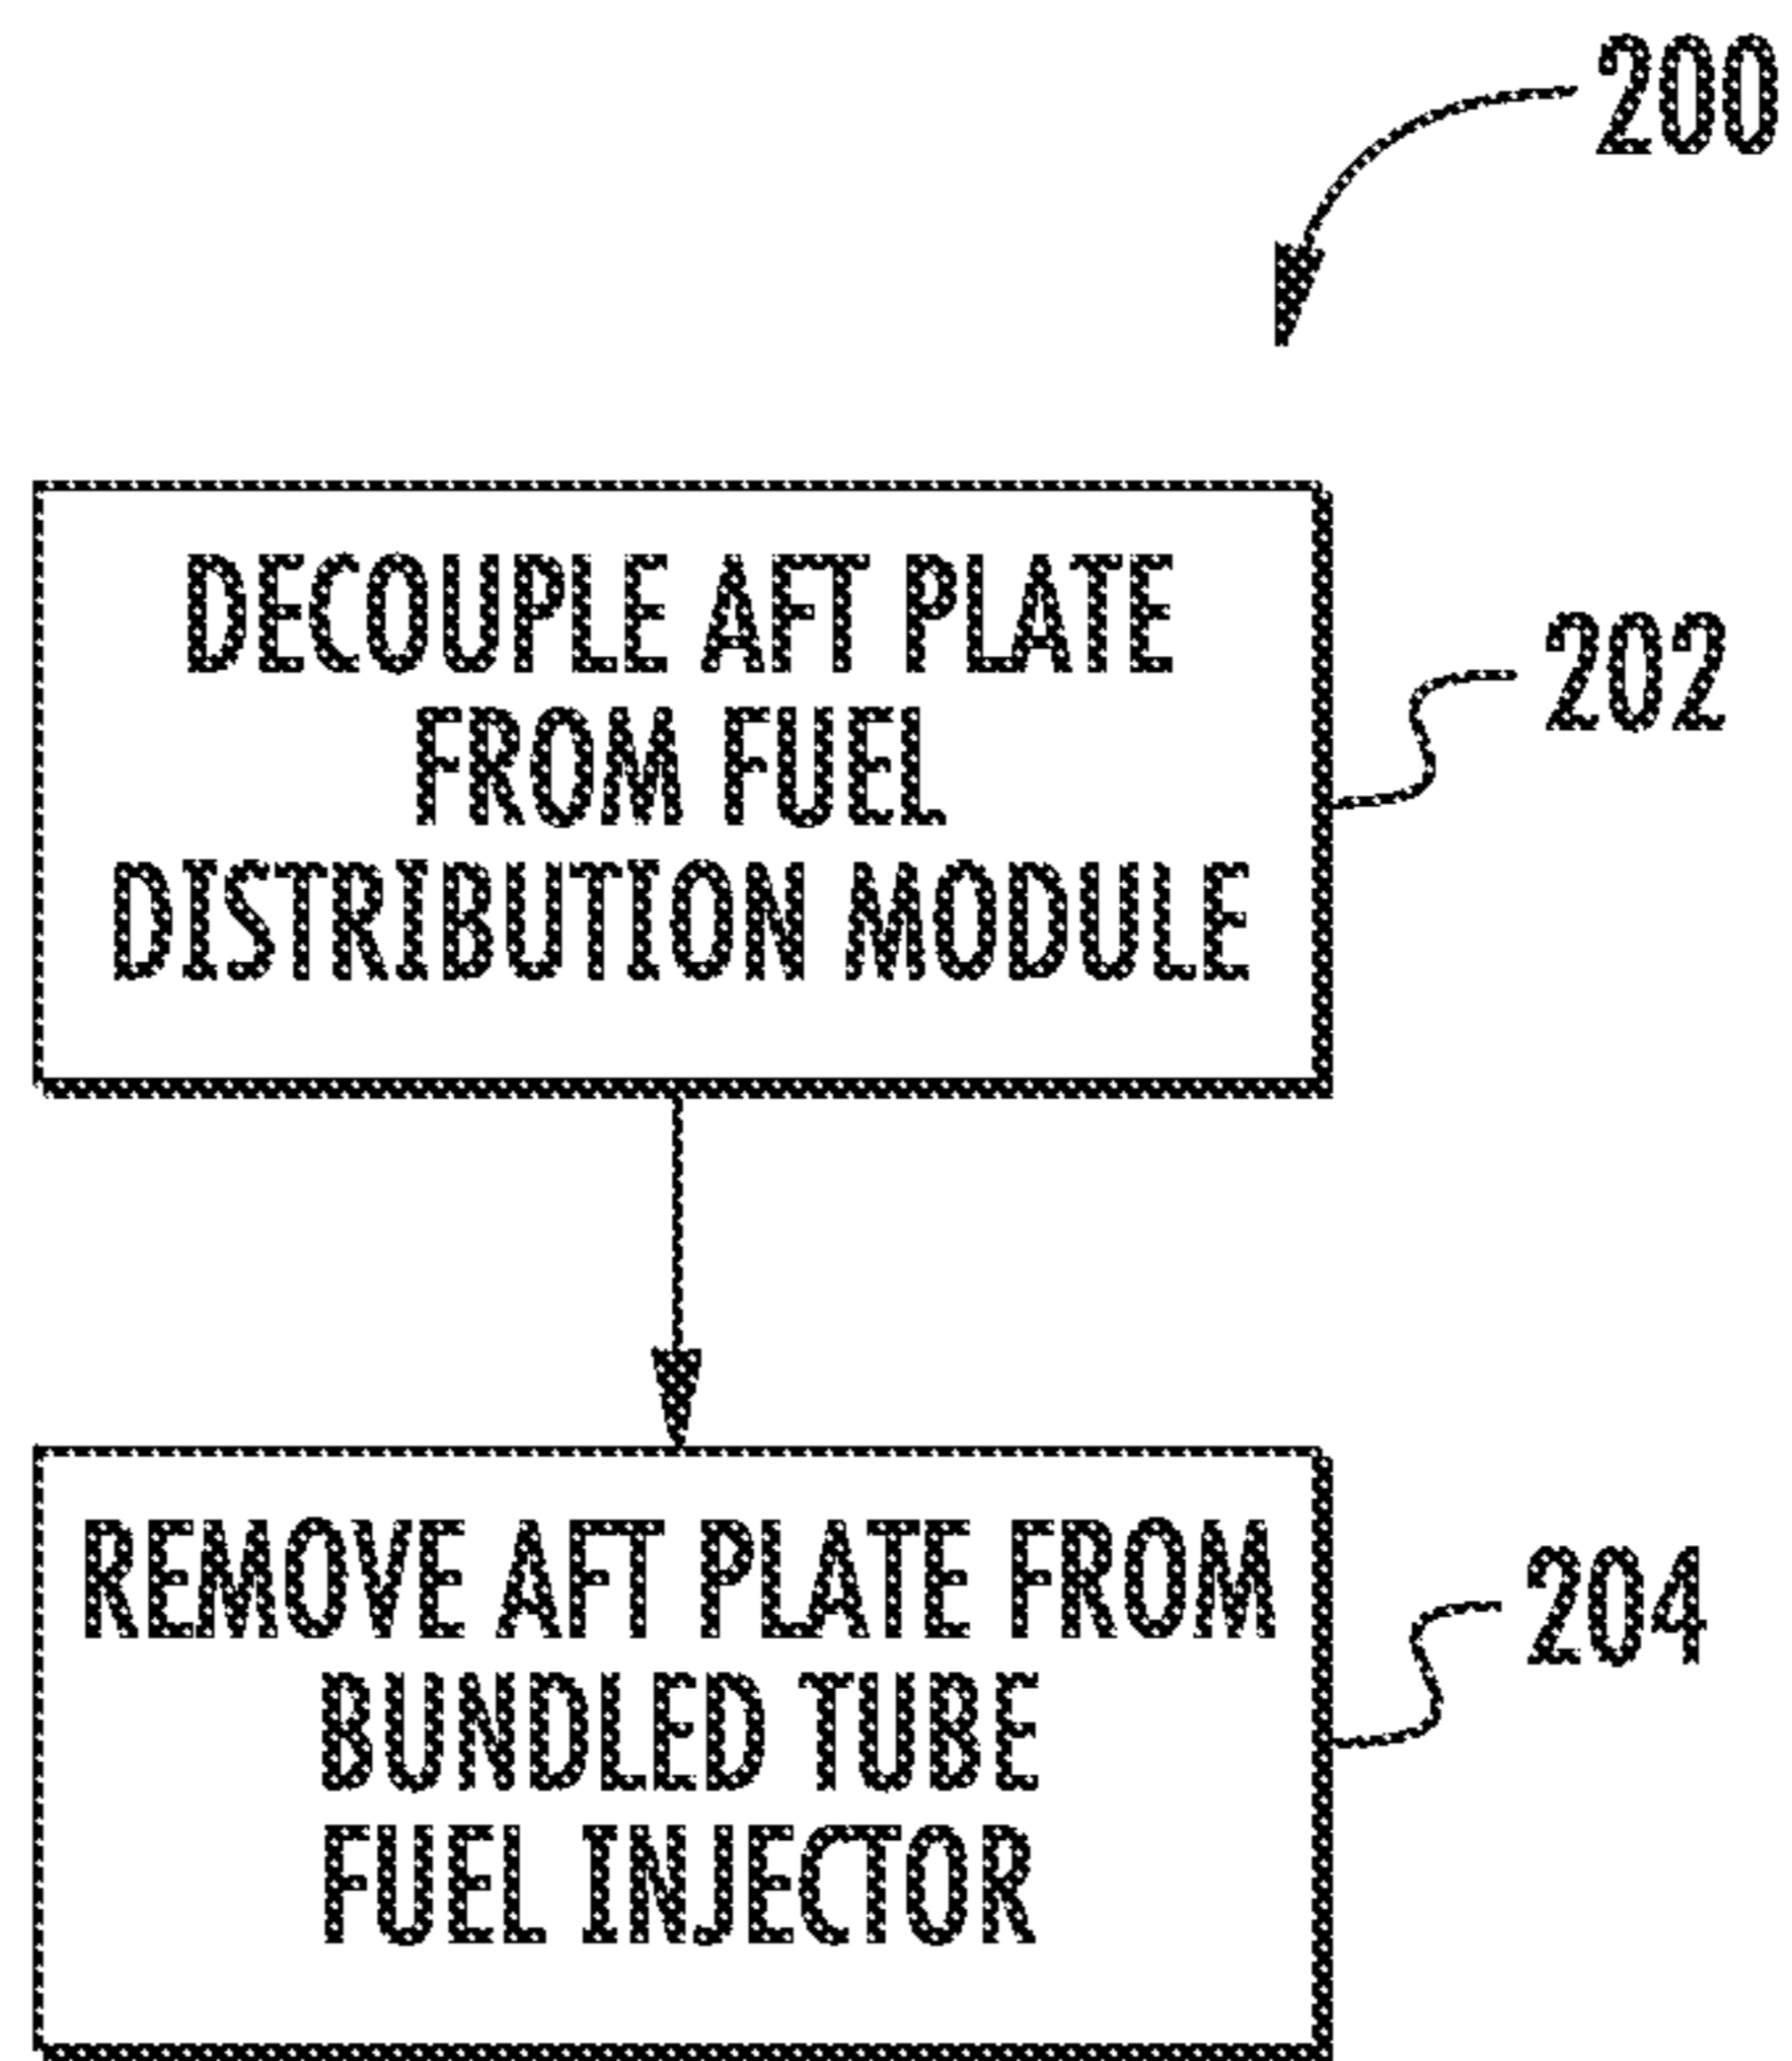 200
DECOUPLE AFT PLATE
FROM FUEL
DISTRIBUTION MODULE
202
REMOVE AFT PLATE FROM
BUNDLED TUBE
FUEL INJECTOR
204